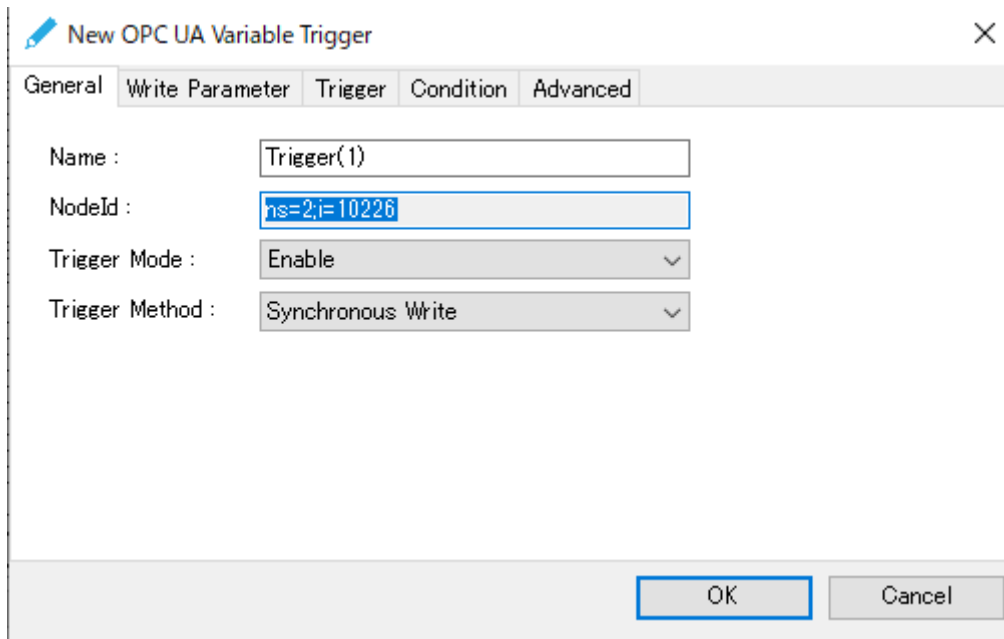 New OPC UA Variable Trigger
General Write Parameter Trigger Condition Advanced
Name : Trigger(1)
NodeId : ns=2;i=10226
Trigger Mode : Enable
Trigger Method : Synchronous Write
OK Cancel